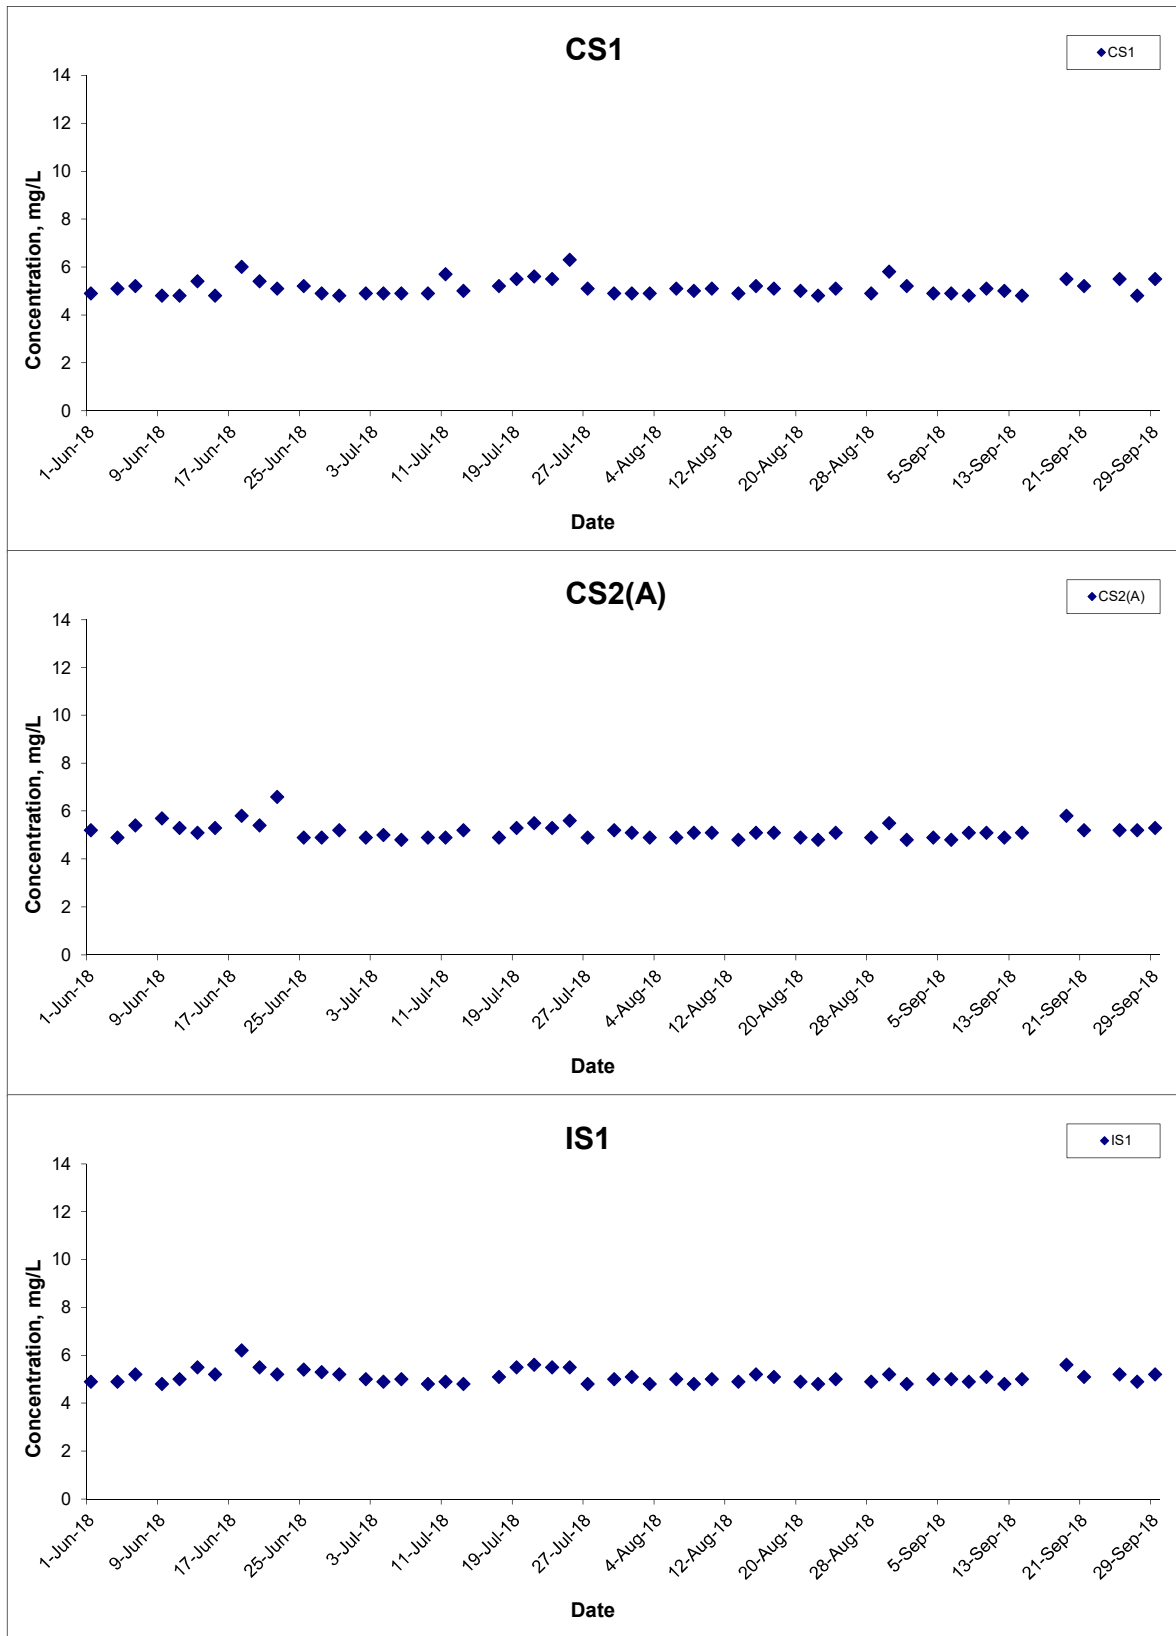 CS1
CS1
14
12
10
8
6
4
2
0
Concentration, mg/L
1-Jun-18
9-Jun-18
17-Jun-18
25-Jun-18
3-Jul-18
11-Jul-18
19-Jul-18
27-Jul-18
4-Aug-18
12-Aug-18
20-Aug-18
28-Aug-18
5-Sep-18
13-Sep-18
21-Sep-18
29-Sep-18
Date
CS2(A)
CS2(A)
14
12
10
8
6
4
2
0
Concentration, mg/L
1-Jun-18
9-Jun-18
17-Jun-18
25-Jun-18
3-Jul-18
11-Jul-18
19-Jul-18
27-Jul-18
4-Aug-18
12-Aug-18
20-Aug-18
28-Aug-18
5-Sep-18
13-Sep-18
21-Sep-18
29-Sep-18
Date
IS1
IS1
14
12
10
8
6
4
2
0
Concentration, mg/L
1-Jun-18
9-Jun-18
17-Jun-18
25-Jun-18
3-Jul-18
11-Jul-18
19-Jul-18
27-Jul-18
4-Aug-18
12-Aug-18
20-Aug-18
28-Aug-18
5-Sep-18
13-Sep-18
21-Sep-18
29-Sep-18
Date